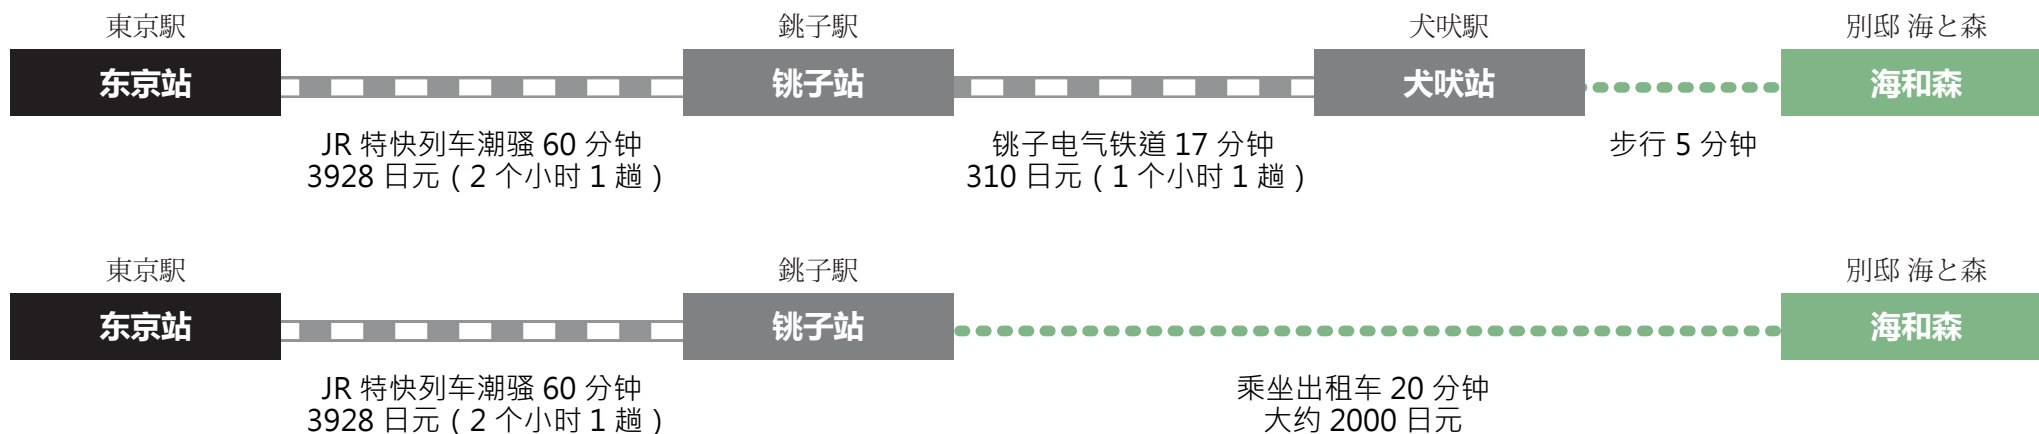 東京駅
銚子駅
犬吠駅
別邸 海と森
东京站
铫子站
犬吠站
海和森
JR 特快列车潮骚 60 分钟
3928 日元 ( 2 个小时 1 趟 )
铫子电气铁道 17 分钟
310 日元 ( 1 个小时 1 趟 )
步行 5 分钟
東京駅
銚子駅
別邸 海と森
东京站
铫子站
海和森
JR 特快列车潮骚 60 分钟
3928 日元 ( 2 个小时 1 趟 )
乘坐出租车 20 分钟
大约 2000 日元